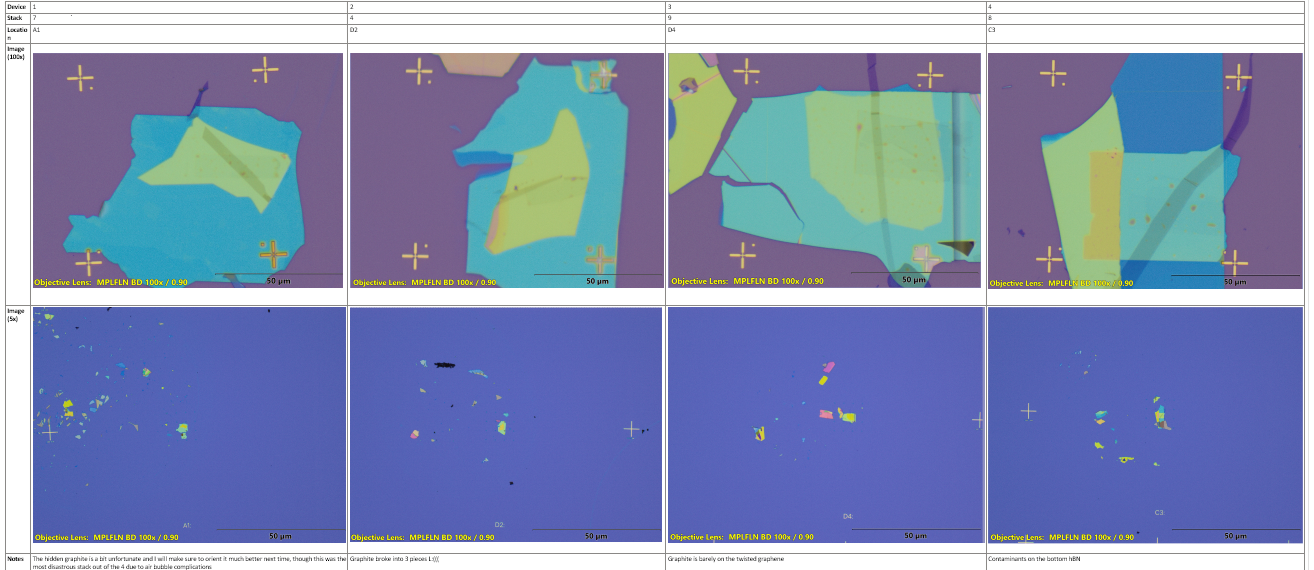 Device 1 2 3 4
Stack 7 4 9 8
Locatio A1 D2 D4 C3
n
Image
(100x)
Objective Lens: MPLFLN BD 100x / 0.90 50 µm
Objective Lens: MPLFLN BD 100x / 0.90 50 µm
Objective Lens: MPLFLN BD 100x / 0.90 50 µm
Objective Lens: MPLFLN BD 100x / 0.90 50 µm
Image
(5x)
A1:
Objective Lens: MPLFLN BD 100x / 0.90 50 µm
D2:
Objective Lens: MPLFLN BD 100x / 0.90 50 µm
D4:
Objective Lens: MPLFLN BD 100x / 0.90 50 µm
C3:
Objective Lens: MPLFLN BD 100x / 0.90 50 µm
Notes
The hidden graphite is a bit unfortunate and I will make sure to orient it much better next time, though this was the
most disastrous stack out of the 4 due to air bubble complications
Graphite broke into 3 pieces
Graphite is barely on the twisted graphene
Contaminants on the bottom hBN